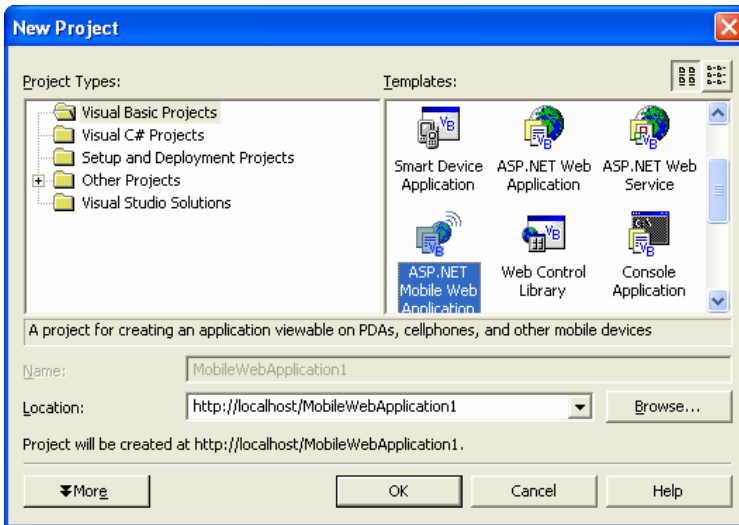 New Project
Project Types:
Templates:
Visual Basic Projects
Visual C# Projects
Setup and Deployment Projects
Other Projects
Visual Studio Solutions
Smart Device
Application
ASP.NET Web
Application
ASP.NET Web
Service
ASP.NET
Mobile Web
Application
Web Control
Library
Console
Application
A project for creating an application viewable on PDAs, cellphones, and other mobile devices
Name:
MobileWebApplication1
Location:
http://localhost/MobileWebApplication1
Browse...
Project will be created at http://localhost/MobileWebApplication1.
More
OK
Cancel
Help